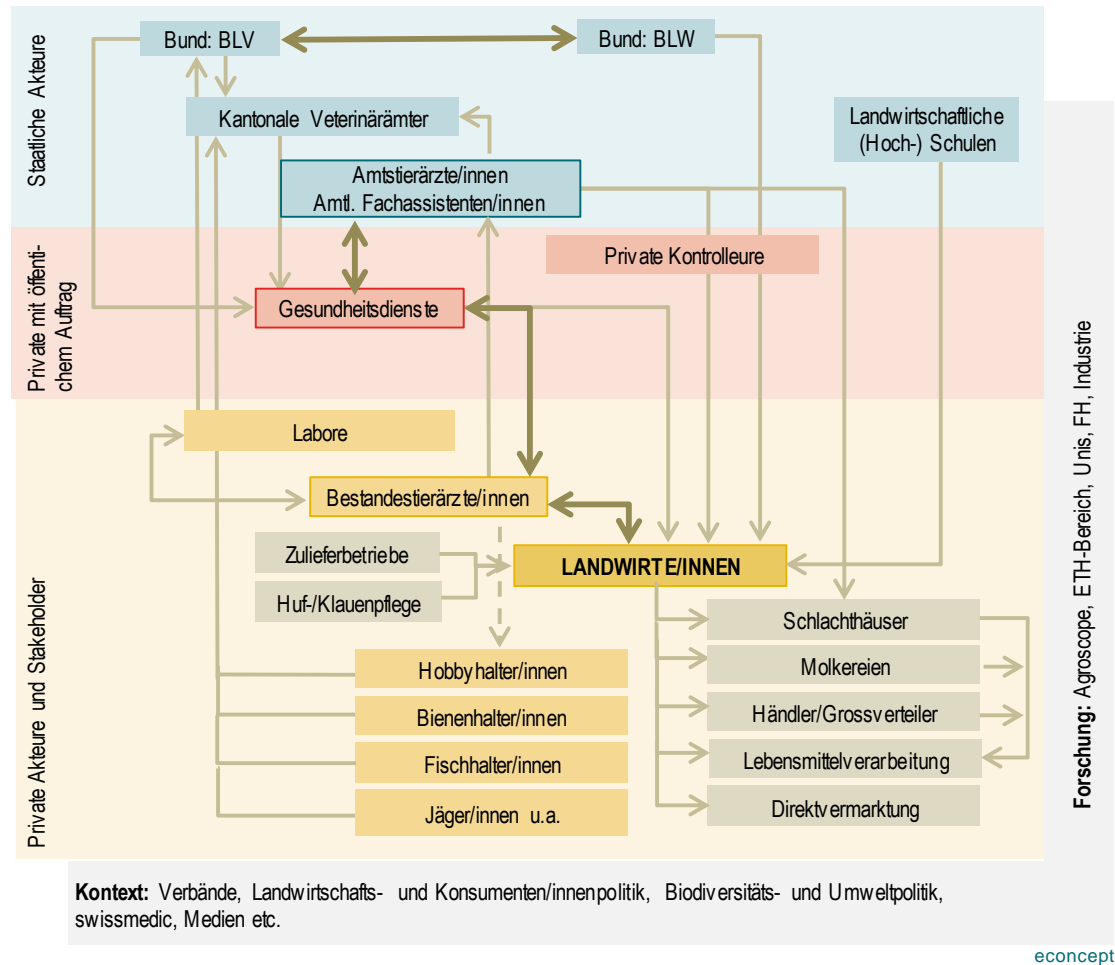 Staatliche Akteure
Bund: BLV
Bund: BLW
Kantonale Veterinärämter
Landwirtschaftliche
(Hoch-) Schulen
Amtstierärzte/innen
Amtl. Fachassistenten/innen
Private mit öffentli-
chem Auftrag
Private Kontrolleure
Gesundheitsdienste
Private Akteure und Stakeholder
Labore
Bestandestierärzte/innen
Zulieferbetriebe
Huf-/Klauenpflege
LANDWIRTE/INNEN
Hobbyhalter/innen
Bienenhalter/innen
Fischhalter/innen
Jäger/innen u.a.
Schlachthäuser
Molkereien
Händler/Grossverteiler
Lebensmittelverarbeitung
Direktvermarktung
Forschung: Agroscope, ETH-Bereich, Unis, FH, Industrie
Kontext: Verbände, Landwirtschafts- und Konsumenten/innenpolitik, Biodiversitäts- und Umweltpolitik,
swissmedic, Medien etc.
econcept